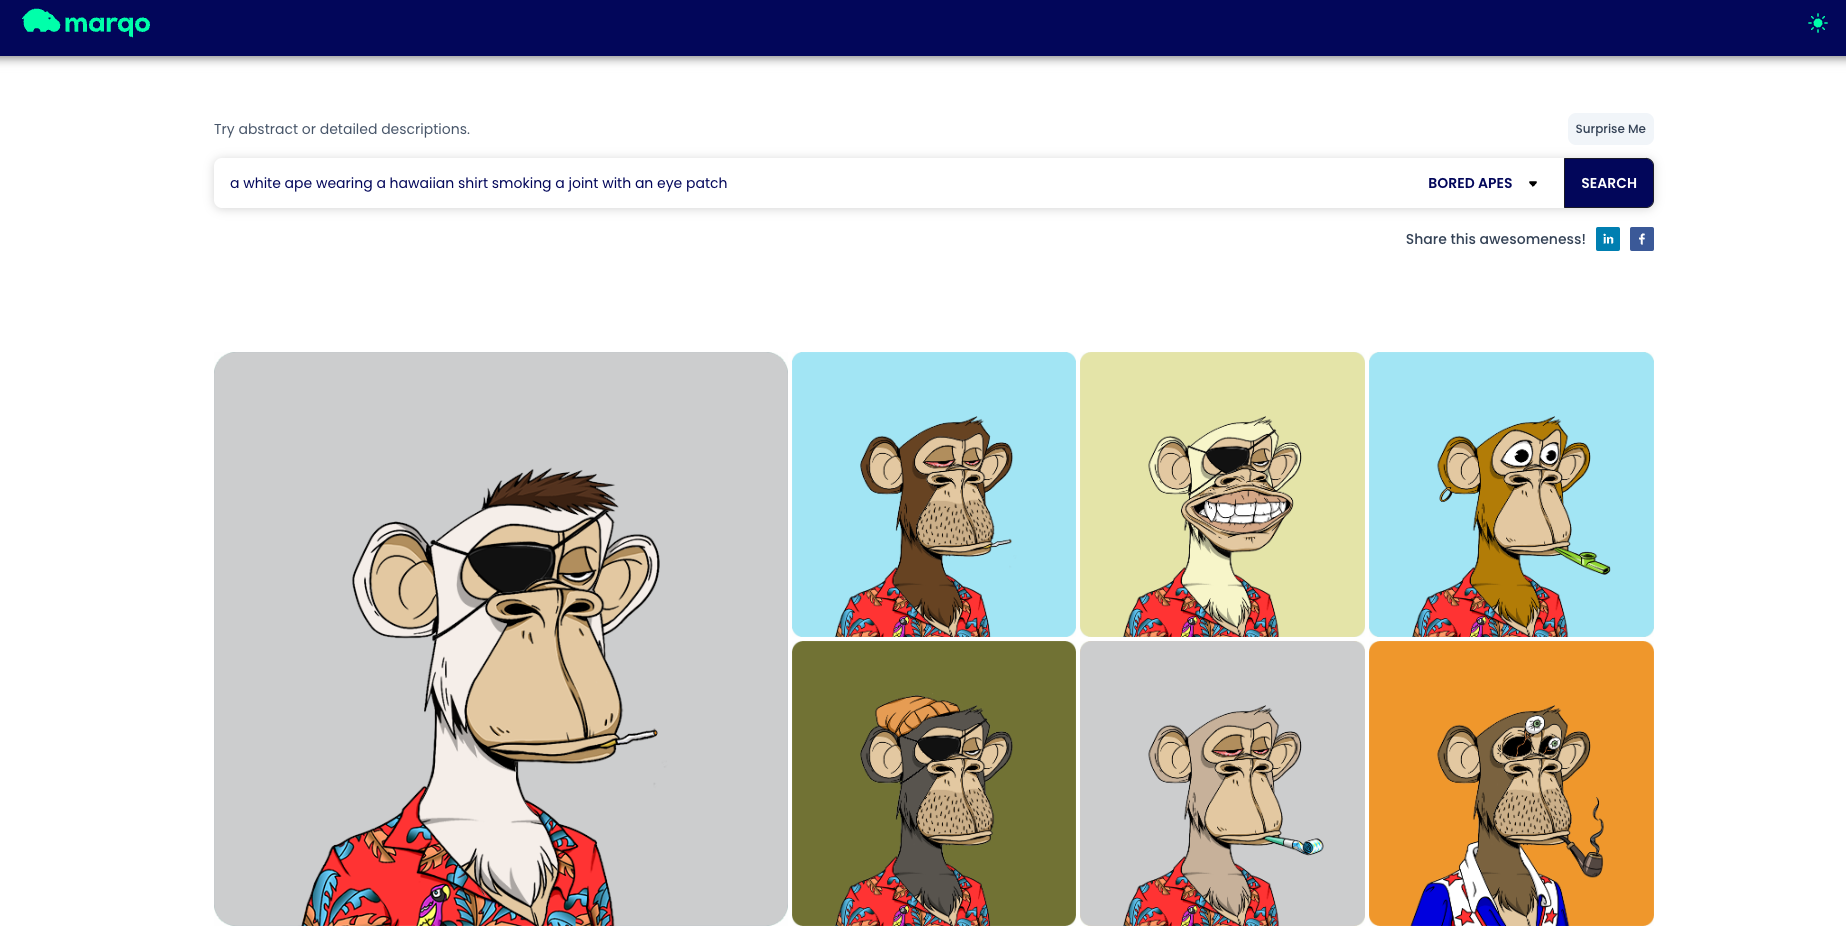 marqo
Try abstract or detailed descriptions.
Surprise Me
a white ape wearing a hawaiian shirt smoking a joint with an eye patch
BORED APES
SEARCH
Share this awesomeness!
in
f